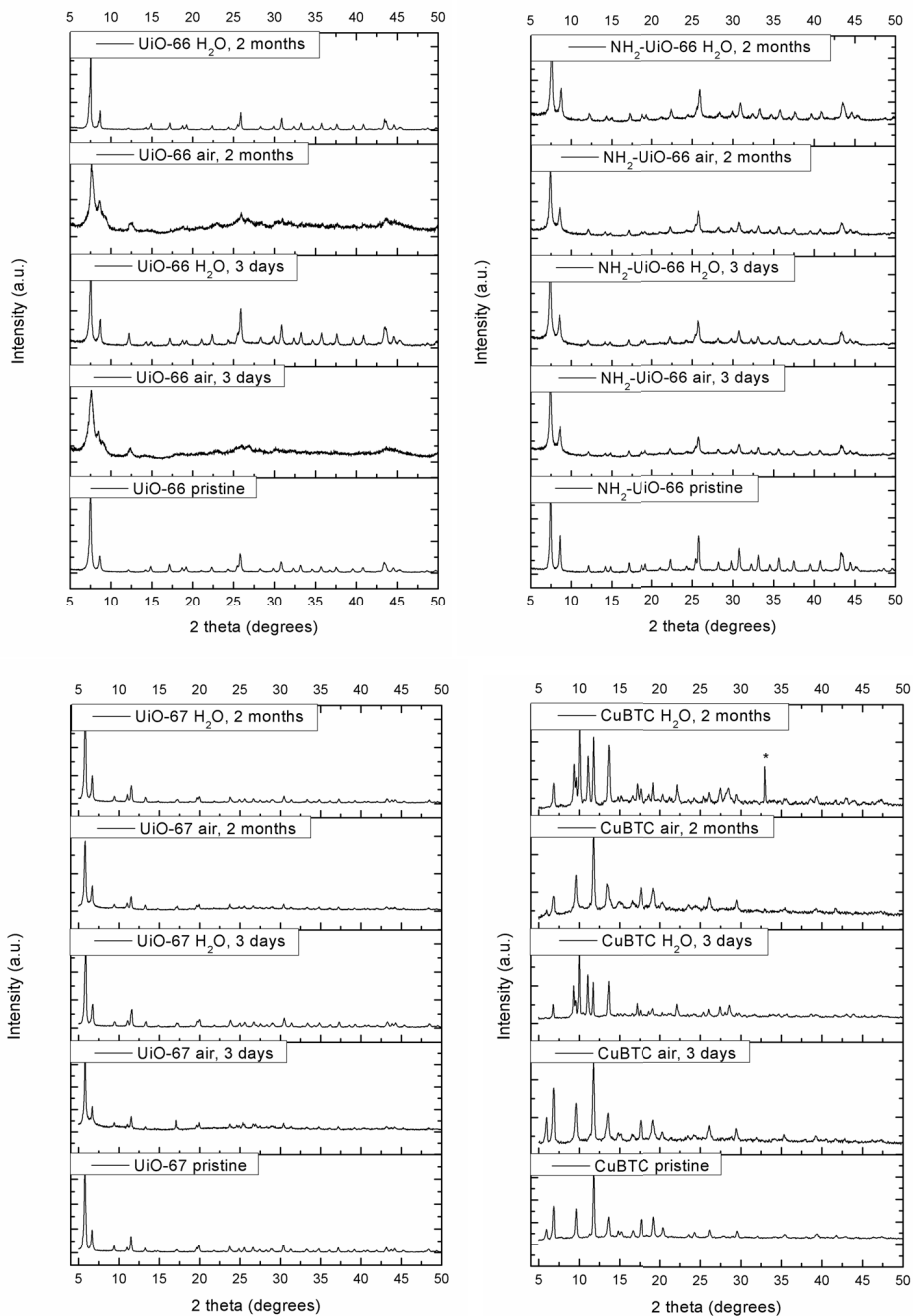 5 10 15 20 25 30 35 40 45 50
UiO-66 H₂O, 2 months
UiO-66 air, 2 months
UiO-66 H₂O, 3 days
UiO-66 air, 3 days
UiO-66 pristine
5 10 15 20 25 30 35 40 45 50
2 theta (degrees)
Intensity (a.u.)
5 10 15 20 25 30 35 40 45 50
NH₂-UiO-66 H₂O, 2 months
NH₂-UiO-66 air, 2 months
NH₂-UiO-66 H₂O, 3 days
NH₂-UiO-66 air, 3 days
NH₂-UiO-66 pristine
5 10 15 20 25 30 35 40 45 50
2 theta (degrees)
Intensity (a.u.)
5 10 15 20 25 30 35 40 45 50
UiO-67 H₂O, 2 months
UiO-67 air, 2 months
UiO-67 H₂O, 3 days
UiO-67 air, 3 days
UiO-67 pristine
5 10 15 20 25 30 35 40 45 50
2 theta (degrees)
Intensity (a.u.)
5 10 15 20 25 30 35 40 45 50
CuBTC H₂O, 2 months
*
CuBTC air, 2 months
CuBTC H₂O, 3 days
CuBTC air, 3 days
CuBTC pristine
5 10 15 20 25 30 35 40 45 50
2 theta (degrees)
Intensity (a.u.)